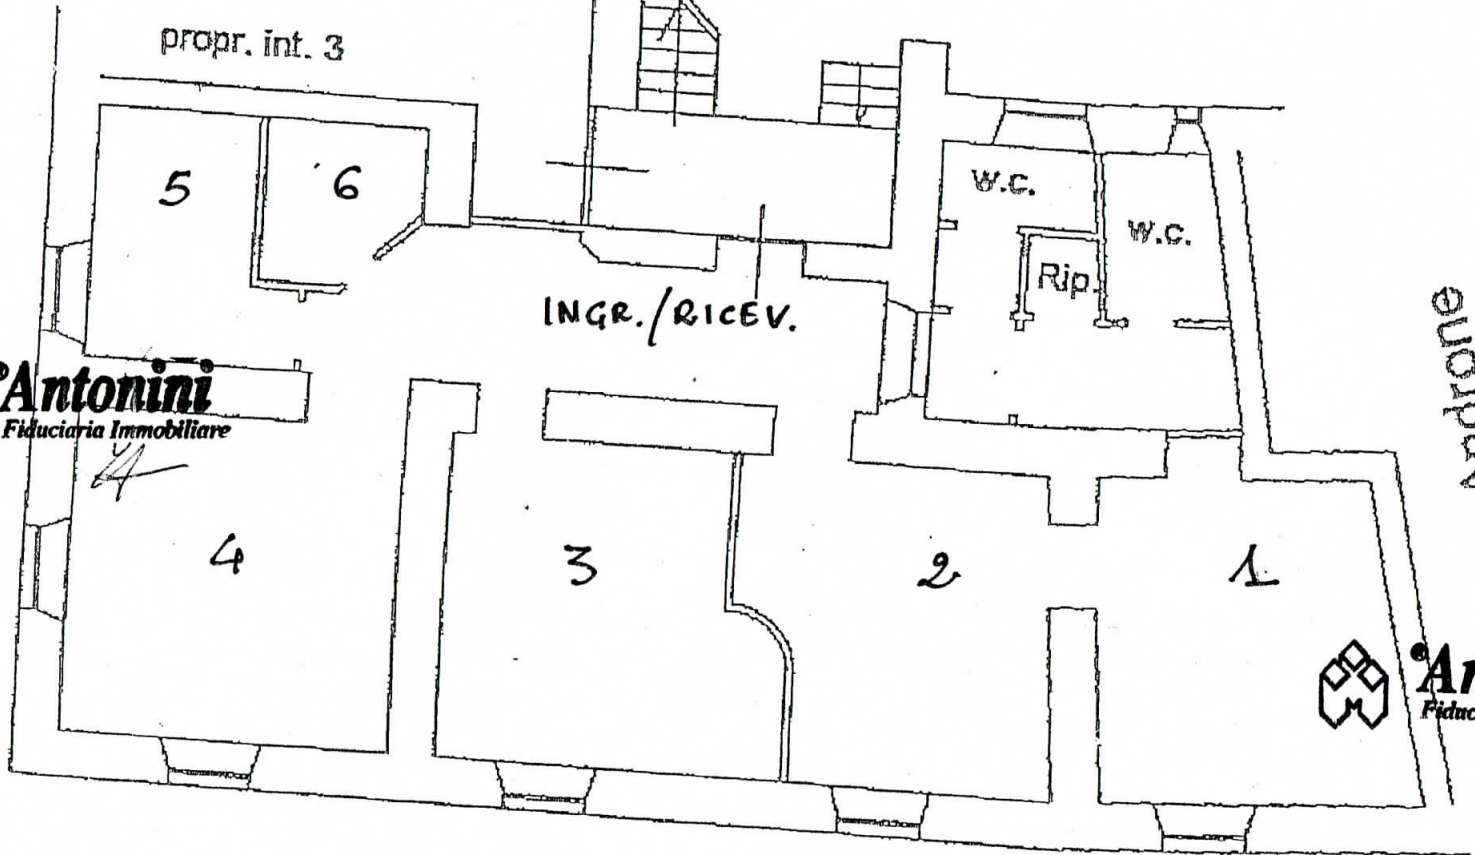 propr. int. 3
5
6
w.c.
w.c.
Rip.
INGR./RICEV.
Antonini
Fiduciaria Immobiliare
4
3
2
1
androne